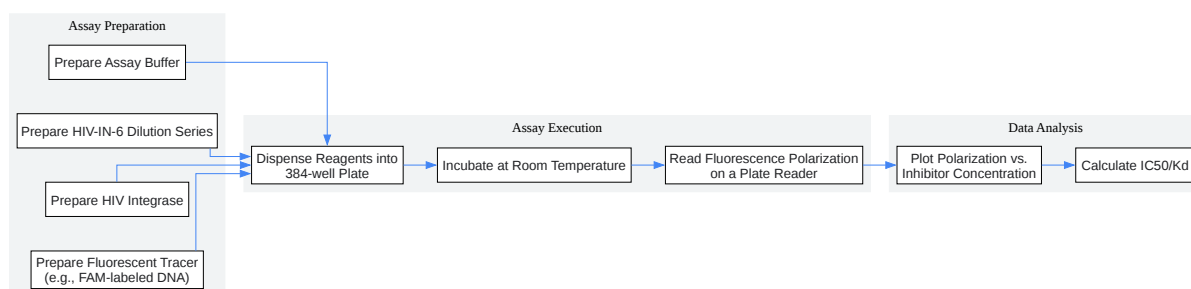 Assay Preparation
Prepare Assay Buffer
Prepare HIV-IN-6 Dilution Series
Prepare HIV Integrase
Prepare Fluorescent Tracer
(e.g., FAM-labeled DNA)
Assay Execution
Dispense Reagents into
384-well Plate
Incubate at Room Temperature
Read Fluorescence Polarization
on a Plate Reader
Data Analysis
Plot Polarization vs.
Inhibitor Concentration
Calculate IC50/Kd